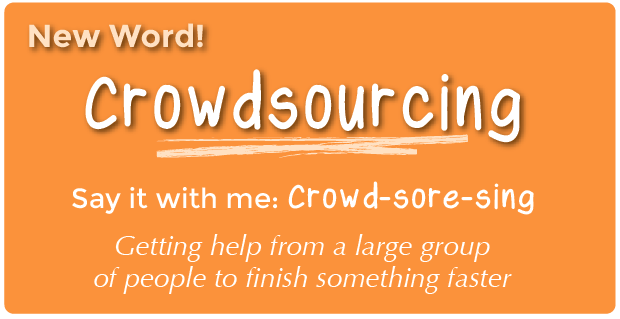 New Word!
Crowdsourcing
Say it with me: Crowd-sore-sing
Getting help from a large group
of people to finish something faster